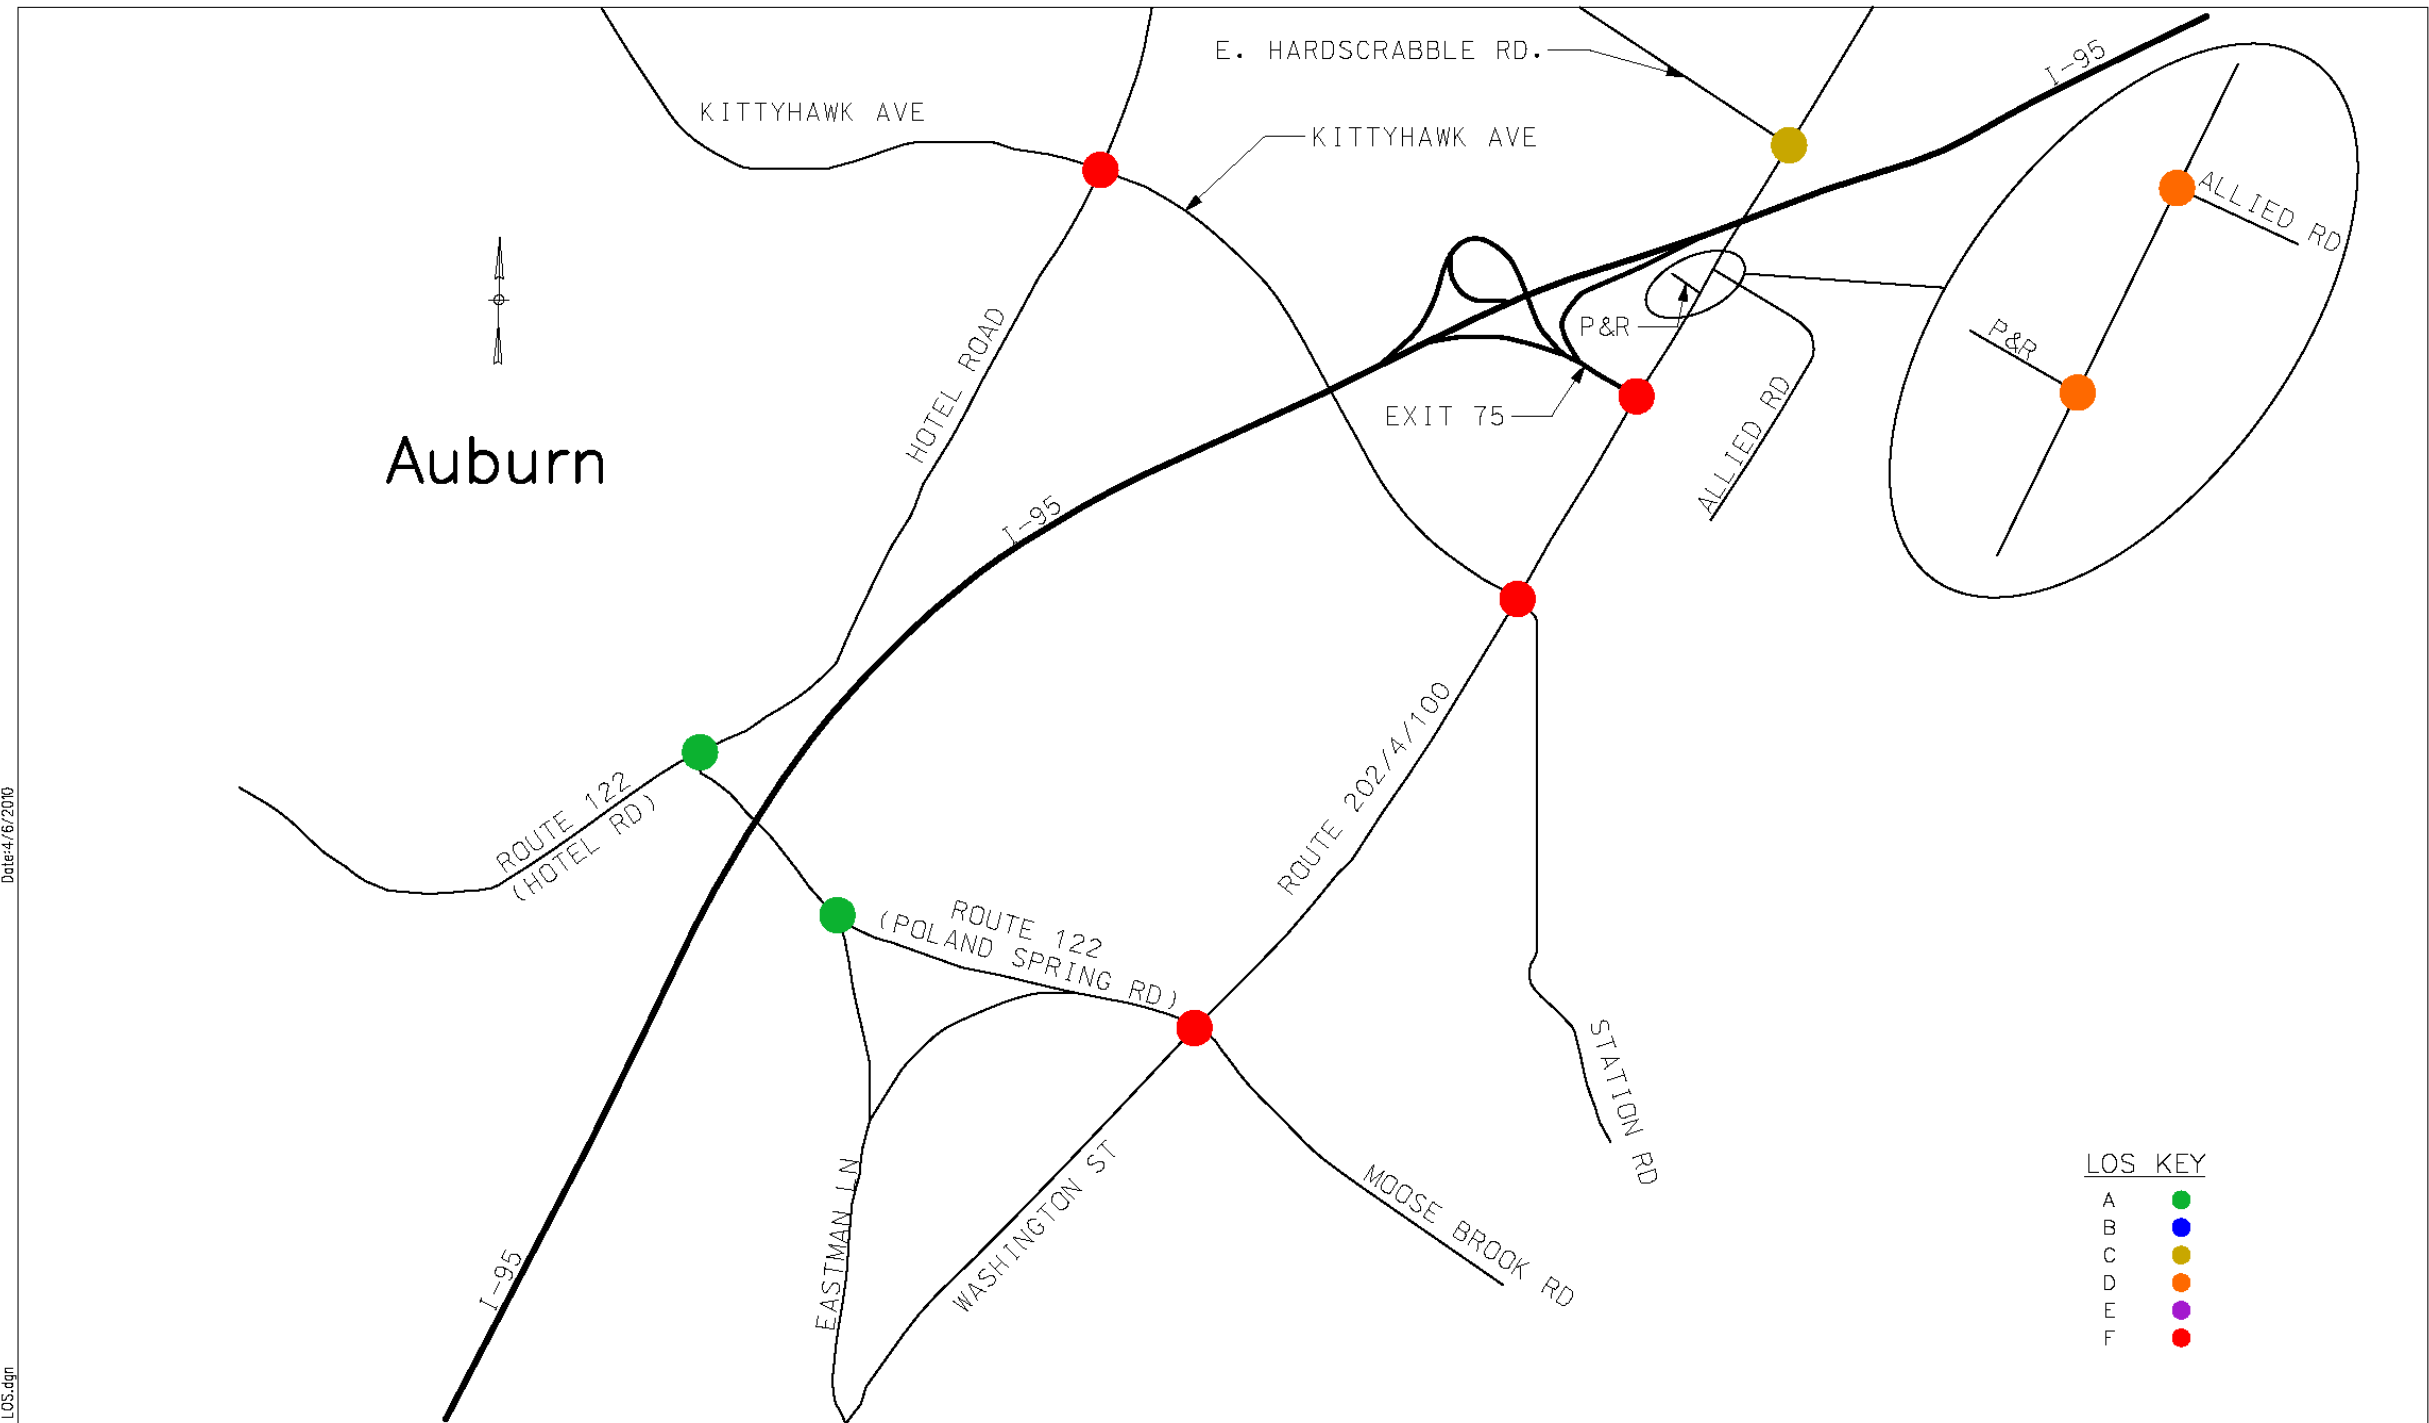 E. HARDSCRABBLE RD.
I-95
KITTYHAWK AVE
KITTYHAWK AVE
ALLIED RD
P&R
P&R
HOTEL ROAD
EXIT 75
ALLIED RD
Auburn
I-95
ROUTE 202/4/100
ROUTE 122
(HOTEL RD)
Date:4/6/2010
ROUTE 122
(POLAND SPRING RD)
STATION RD
EASTMAN LN
WASHINGTON ST
MOOSE BROOK RD
I-95
LOS KEY
A
B
C
D
E
F
LOS.dgn